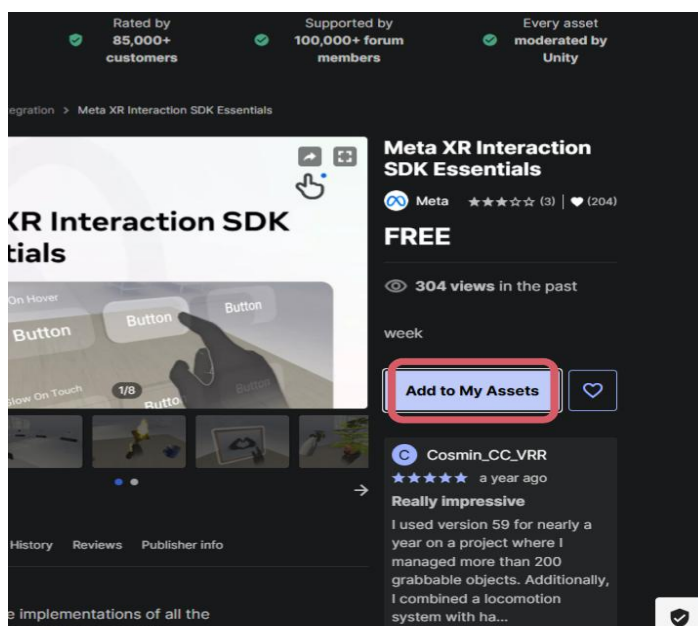 Rated by
85,000+
customers
Supported by
100,000+ forum
members
Every asset
moderated by
Unity
egration > Meta XR Interaction SDK Essentials
XR Interaction SDK
tials
On Hover
Button
Button
Button
Glow On Touch
1/8
Butto
Button
Meta XR Interaction
SDK Essentials
Meta ★★★☆☆ (3) | ♥ (204)
FREE
304 views in the past
week
Add to My Assets
C Cosmin_CC_VRR
★★★★★ a year ago
Really impressive
I used version 59 for nearly a
year on a project where I
managed more than 200
grabbable objects. Additionally,
I combined a locomotion
system with ha...
History Reviews Publisher info
e implementations of all the